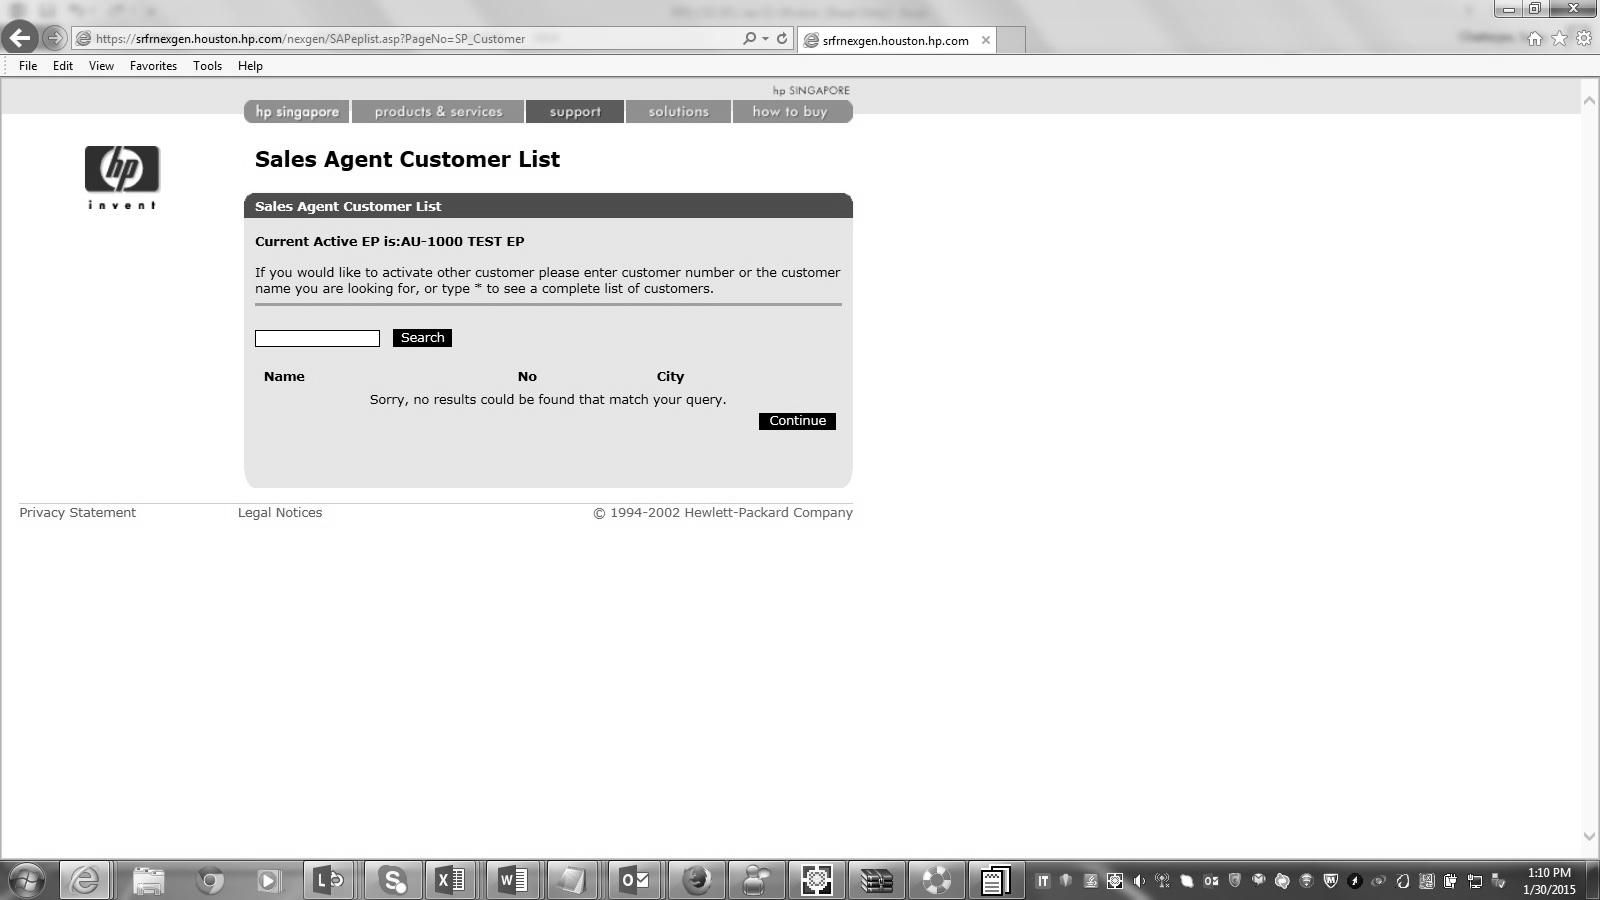 https://srfrnexgen.houston.hp.com/nexgen/SAPeplist.asp?PageNo=SP_Customer
srfrnexgen.houston.hp.com
File Edit View Favorites Tools Help
hp SINGAPORE
hp singapore products & services support solutions how to buy
hp
invent
Sales Agent Customer List
Sales Agent Customer List
Current Active EP is:AU-1000 TEST EP
If you would like to activate other customer please enter customer number or the customer
name you are looking for, or type * to see a complete list of customers.
Search
Name No City
Sorry, no results could be found that match your query.
Continue
Privacy Statement Legal Notices © 1994-2002 Hewlett-Packard Company
IT
1:10 PM
1/30/2015